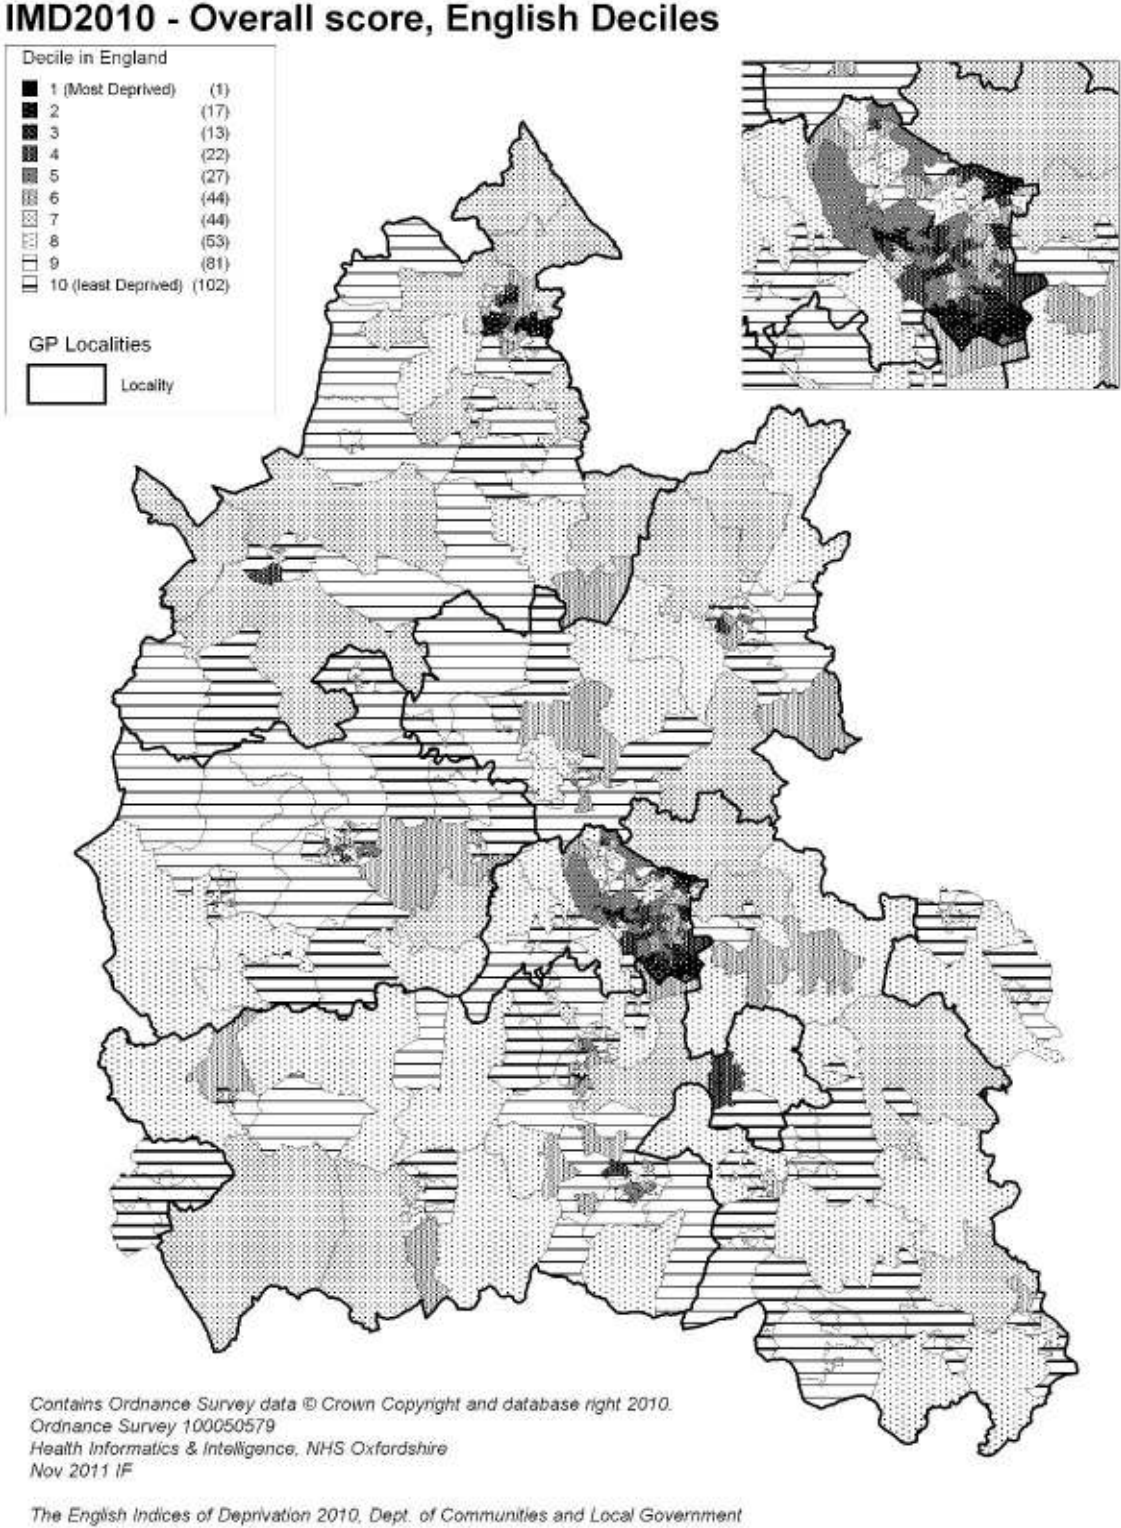 IMD2010 - Overall score, English Deciles
Decile in England
1 (Most Deprived) (1)
2 (17)
3 (13)
4 (22)
5 (27)
6 (44)
7 (44)
8 (53)
9 (81)
10 (least Deprived) (102)
GP Localities
Locality
Contains Ordnance Survey data © Crown Copyright and database right 2010.
Ordnance Survey 100050579
Health Informatics & Intelligence, NHS Oxfordshire
Nov 2011 IF
The English Indices of Deprivation 2010, Dept. of Communities and Local Government